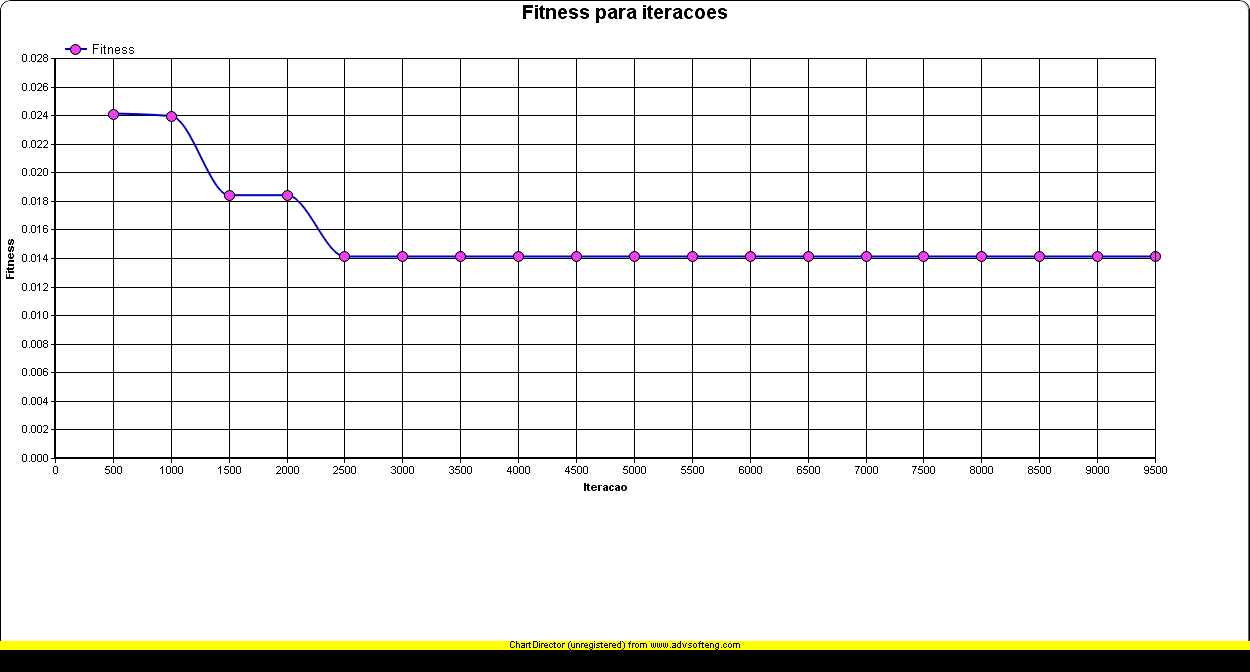 Fitness para iteracoes
Fitness
0.028
0.026
0.024
0.022
0.020
0.018
0.016
0.014
0.012
0.010
0.008
0.006
0.004
0.002
0.000
Fitness
0 500 1000 1500 2000 2500 3000 3500 4000 4500 5000 5500 6000 6500 7000 7500 8000 8500 9000 9500
Iteracao
ChartDirector (unregistered) from www.advsofteng.com